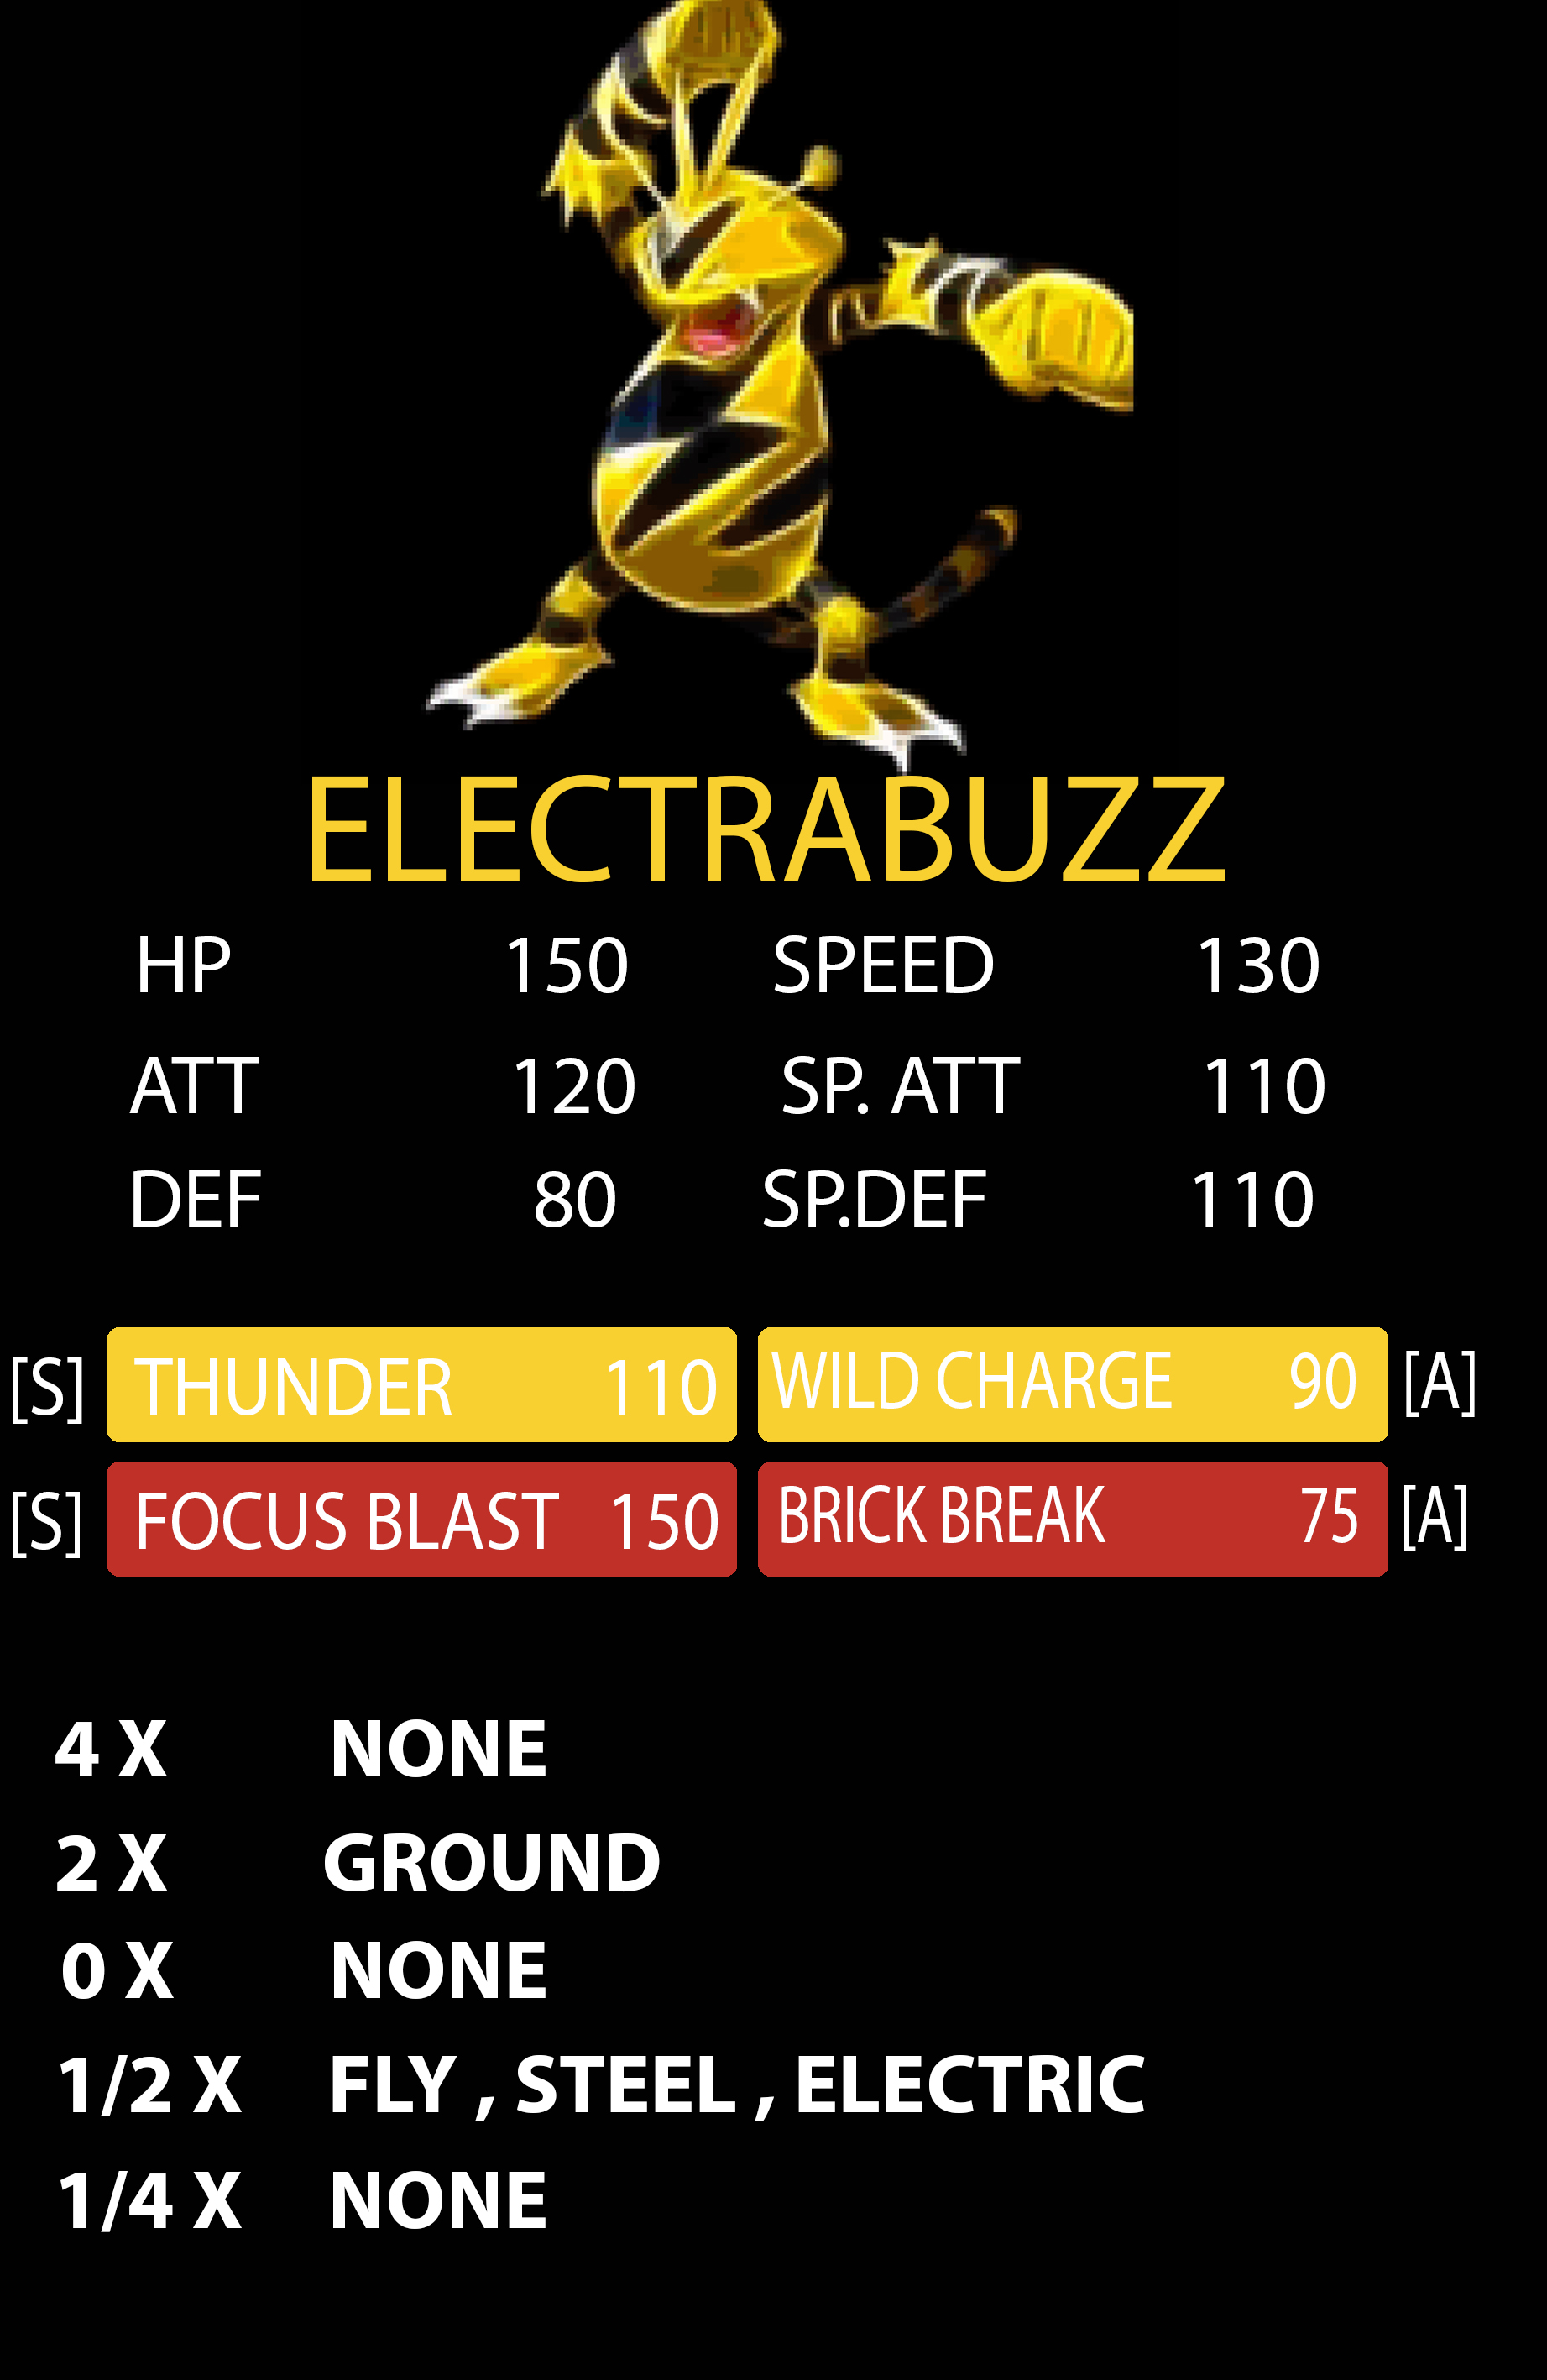 ELECTRABUZZ
HP 150 SPEED 130
ATT 120 SP. ATT 110
DEF 80 SP.DEF 110
[S] THUNDER 110 WILD CHARGE 90 [A]
[S] FOCUS BLAST 150 BRICK BREAK 75 [A]
4 X NONE
2 X GROUND
0 X NONE
1/2 X FLY , STEEL , ELECTRIC
1/4 X NONE